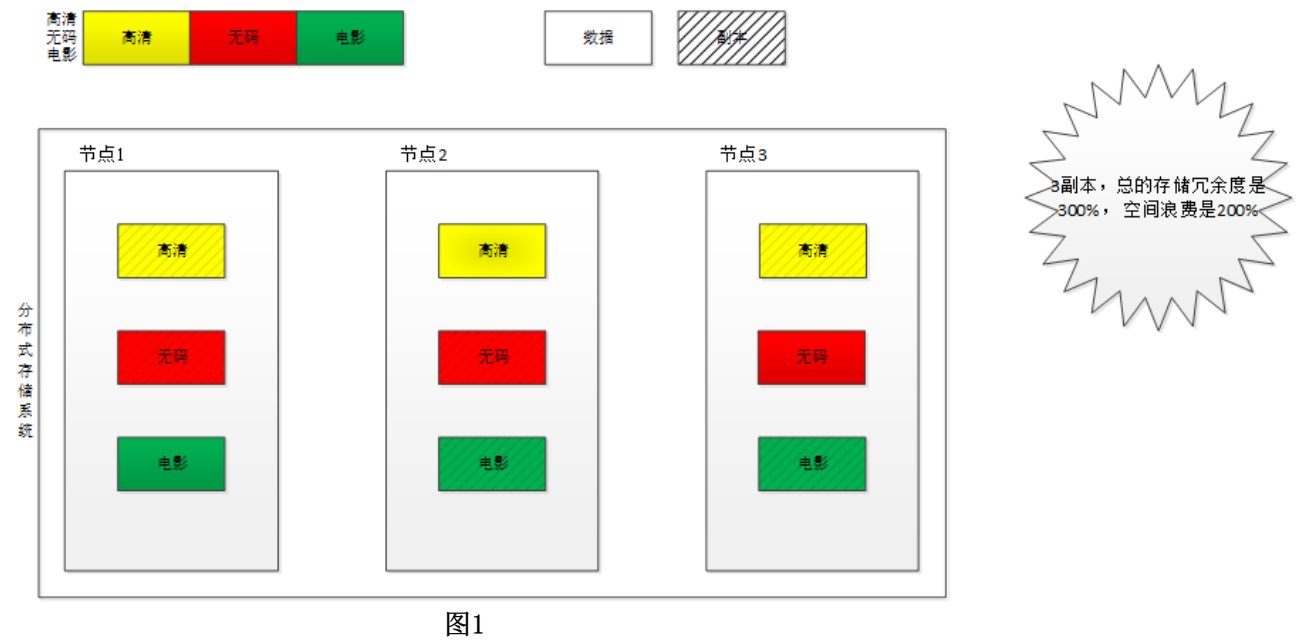 高清
无码
电影
高清
无码
电影
数据
副本
3副本，总的存储冗余度是
300%， 空间浪费是200%
分布式存储系统
节点1
高清
无码
电影
节点2
高清
无码
电影
节点3
高清
无码
电影
图1